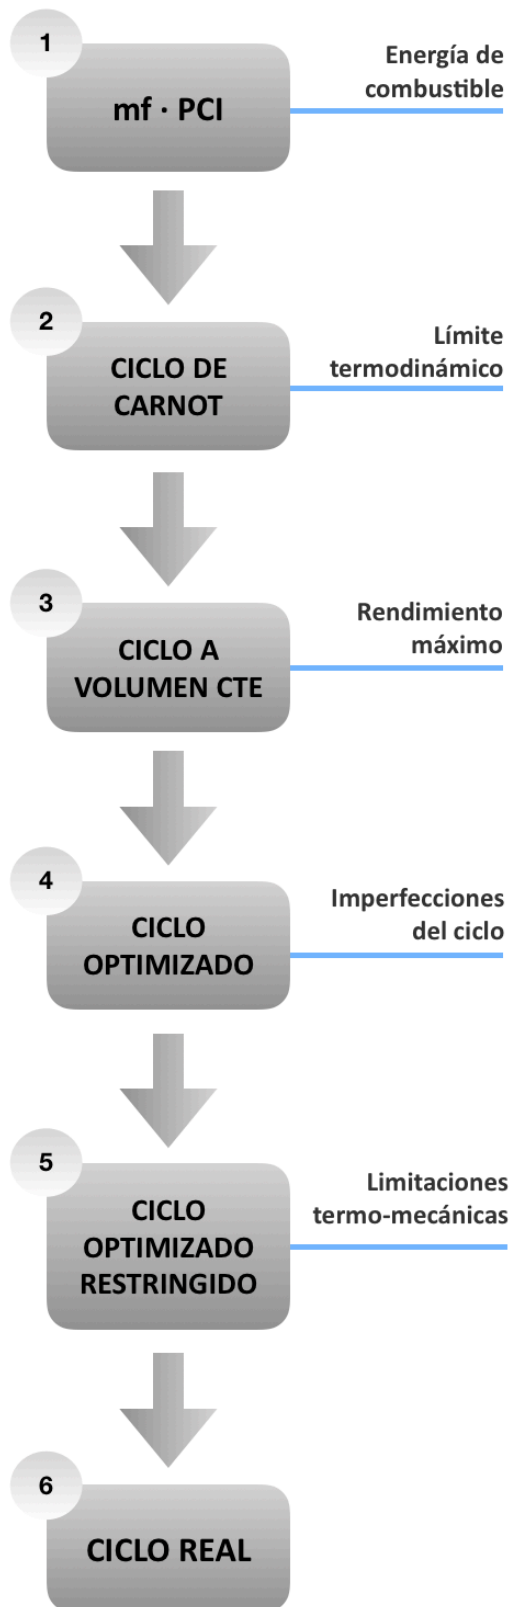 1
mf · PCI
Energía de
combustible
2
CICLO DE
CARNOT
Límite
termodinámico
3
CICLO A
VOLUMEN CTE
Rendimiento
máximo
4
CICLO
OPTIMIZADO
Imperfecciones
del ciclo
5
CICLO
OPTIMIZADO
RESTRINGIDO
Limitaciones
termo-mecánicas
6
CICLO REAL